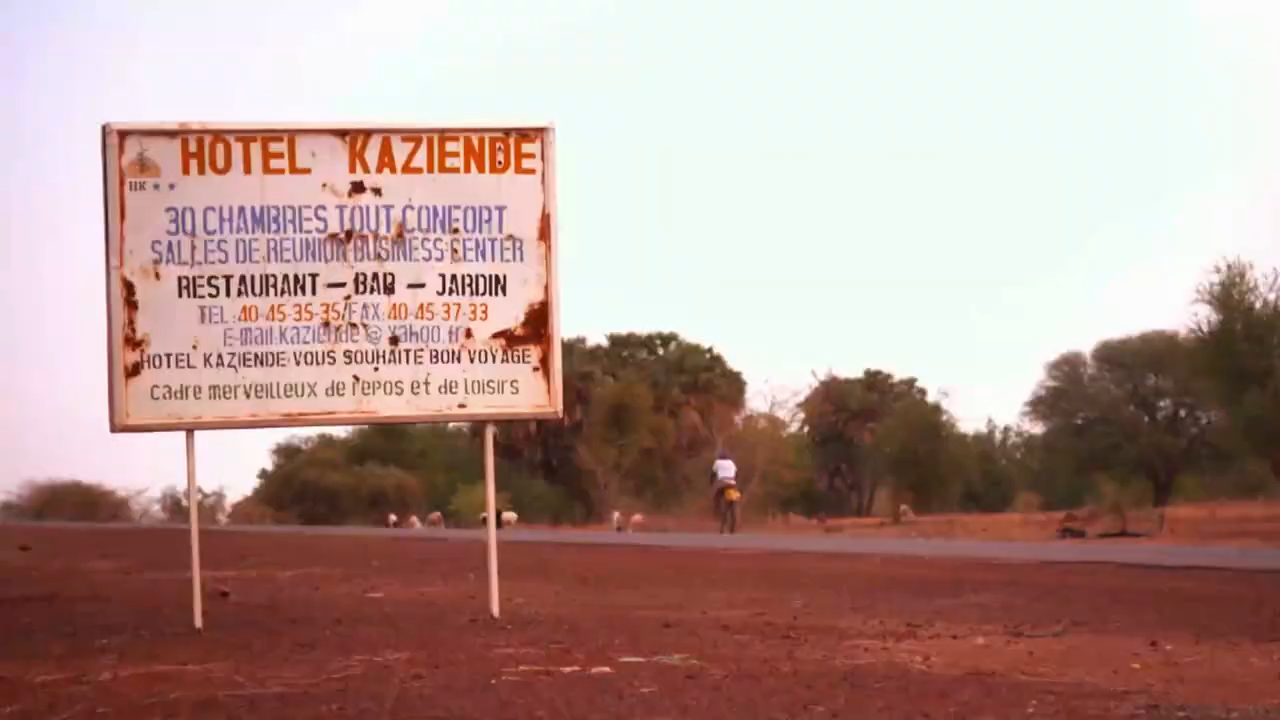 HOTEL KAZIENDE
HK
30 CHAMBRES TOUT CONFORT
SALLES DE REUNION BUSINESS CENTER
RESTAURANT — BAR — JARDIN
TEL: 40-45-35-35/FAX: 40-45-37-33
E-mail: kaziende@yahoo.fr
HOTEL KAZIENDE VOUS SOUHAITE BON VOYAGE
Cadre merveilleux de repos et de loisirs